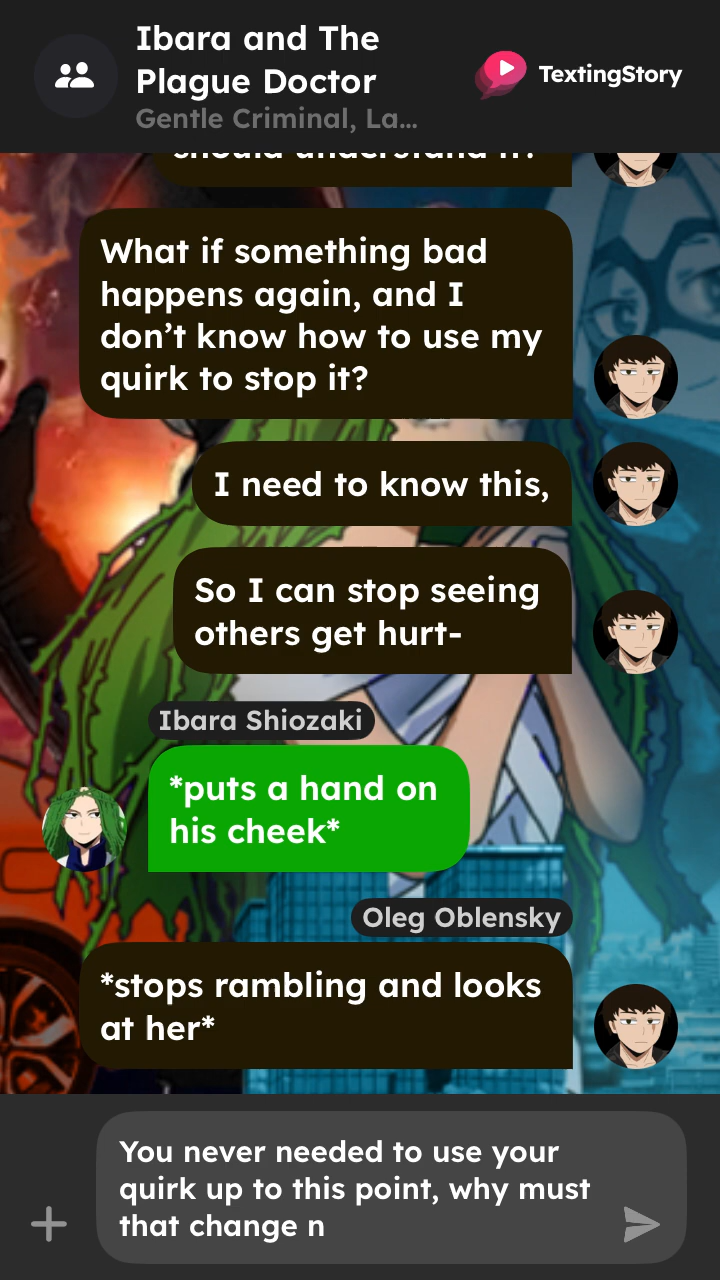 Ibara and The
Plague Doctor
Gentle Criminal, La...
TextingStory
should understand it?
What if something bad
happens again, and I
don’t know how to use my
quirk to stop it?
I need to know this,
So I can stop seeing
others get hurt-
Ibara Shiozaki
*puts a hand on
his cheek*
Oleg Oblensky
*stops rambling and looks
at her*
You never needed to use your
quirk up to this point, why must
that change n